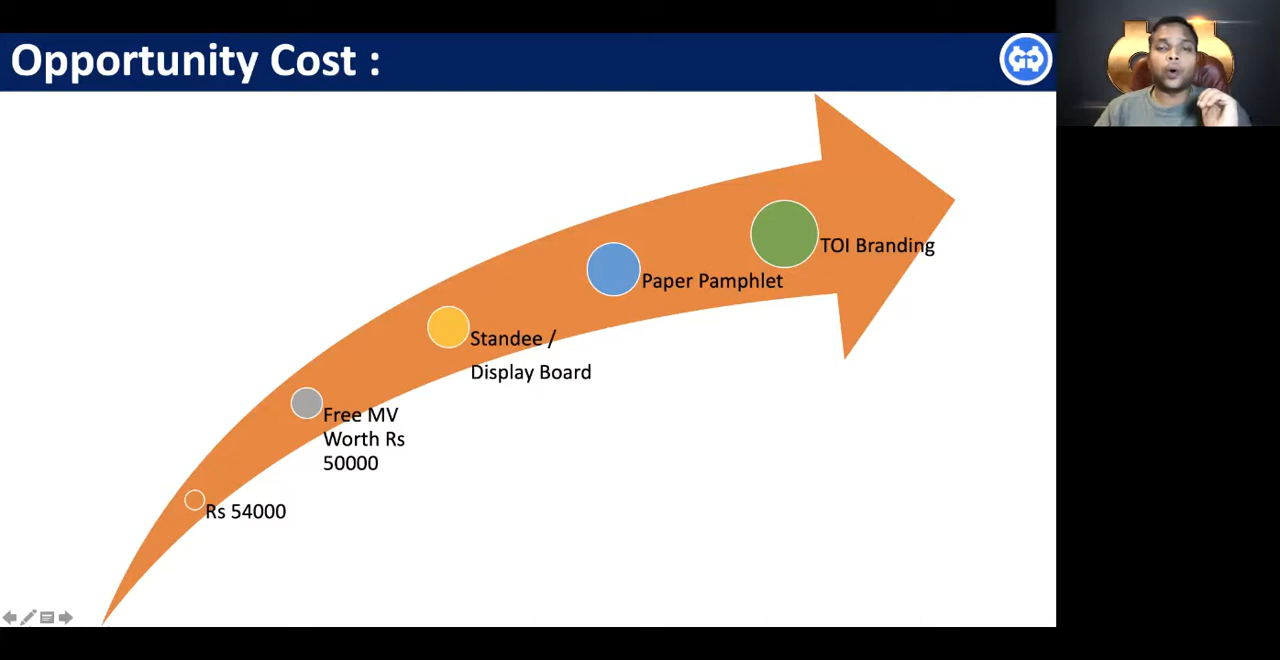 Opportunity Cost :
TOI Branding
Paper Pamphlet
Standee /
Display Board
Free MV
Worth Rs
50000
Rs 54000